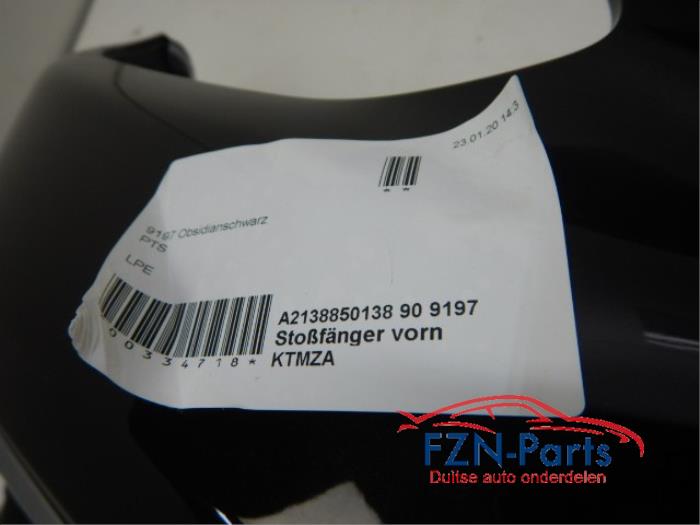 23.01.20 14:3
* *
9197 Obsidianschwarz
PTS
LPE
A2138850138 90 9197
Stoßfänger vorn
KTMZA
00334718*
FZN-Parts
Duitse auto onderdelen